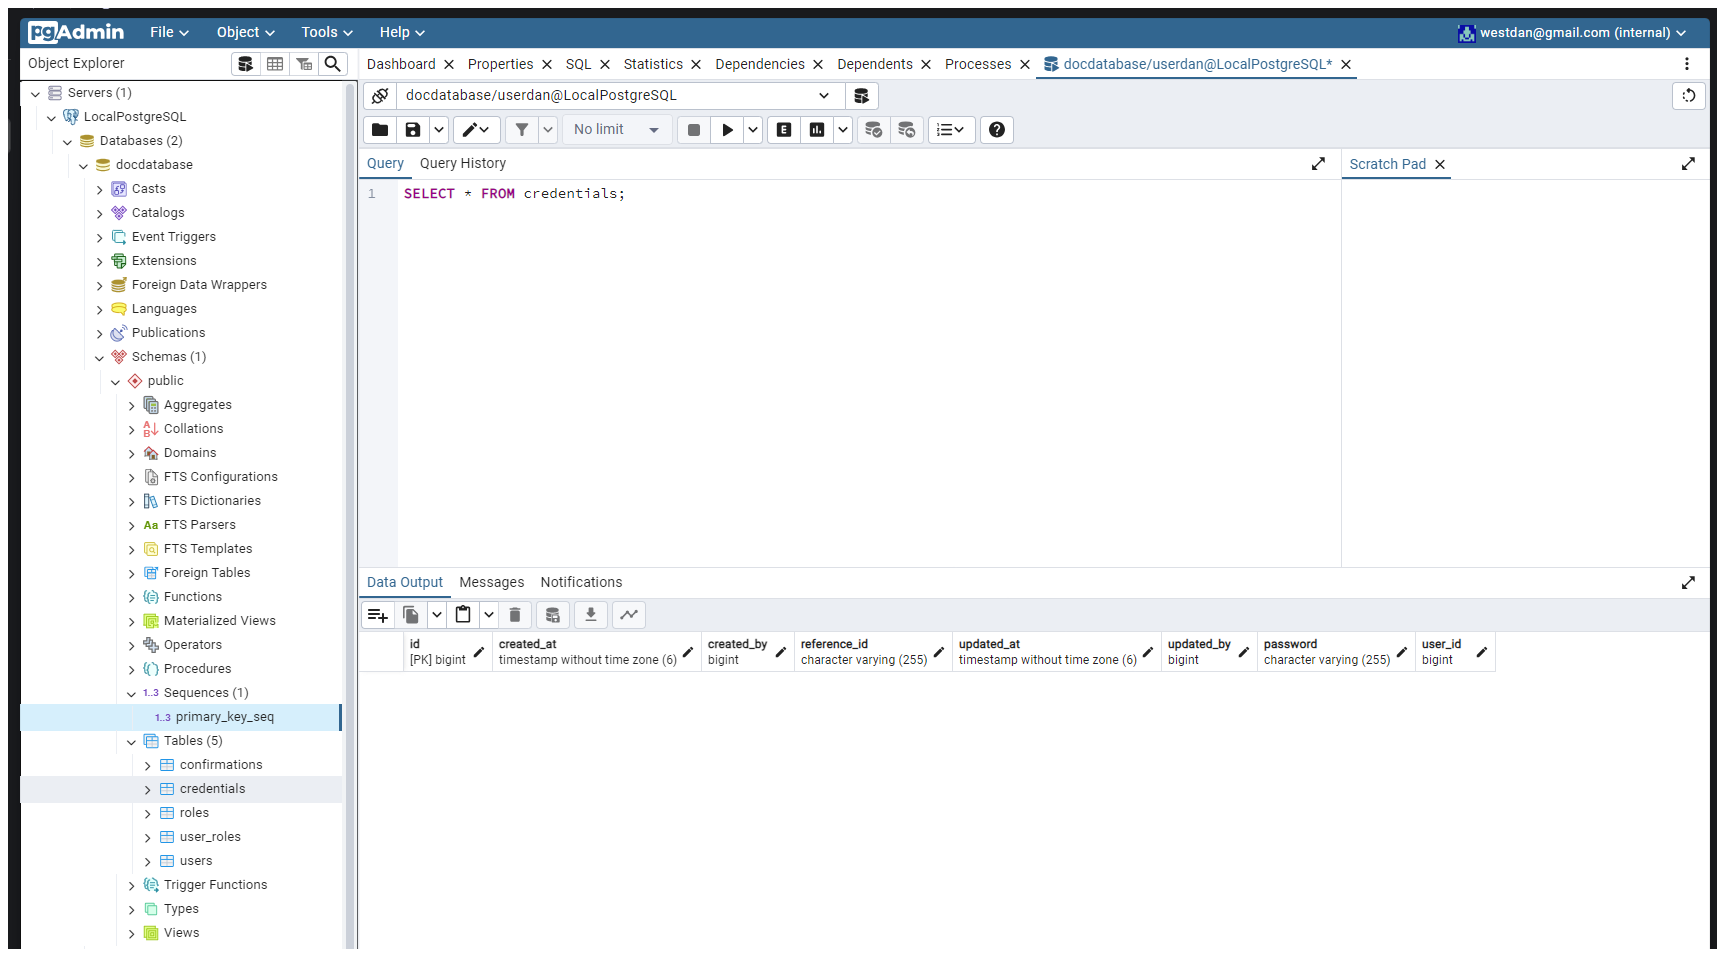 pgAdmin File Object Tools Help westdan@gmail.com (internal)
Object Explorer
Dashboard Properties SQL Statistics Dependencies Dependents Processes docdatabase/userdan@LocalPostgreSQL*
Servers (1)
LocalPostgreSQL
Databases (2)
docdatabase
Casts
Catalogs
Event Triggers
Extensions
Foreign Data Wrappers
Languages
Publications
Schemas (1)
public
Aggregates
Collations
Domains
FTS Configurations
FTS Dictionaries
Aa FTS Parsers
FTS Templates
Foreign Tables
Functions
Materialized Views
Operators
Procedures
1..3 Sequences (1)
1..3 primary_key_seq
Tables (5)
confirmations
credentials
roles
user_roles
users
Trigger Functions
Types
Views
docdatabase/userdan@LocalPostgreSQL
No limit E
Query Query History
Scratch Pad
1 SELECT * FROM credentials;
Data Output Messages Notifications
id created_at created_by reference_id updated_at updated_by password user_id
[PK] bigint timestamp without time zone (6) bigint character varying (255) timestamp without time zone (6) bigint character varying (255) bigint